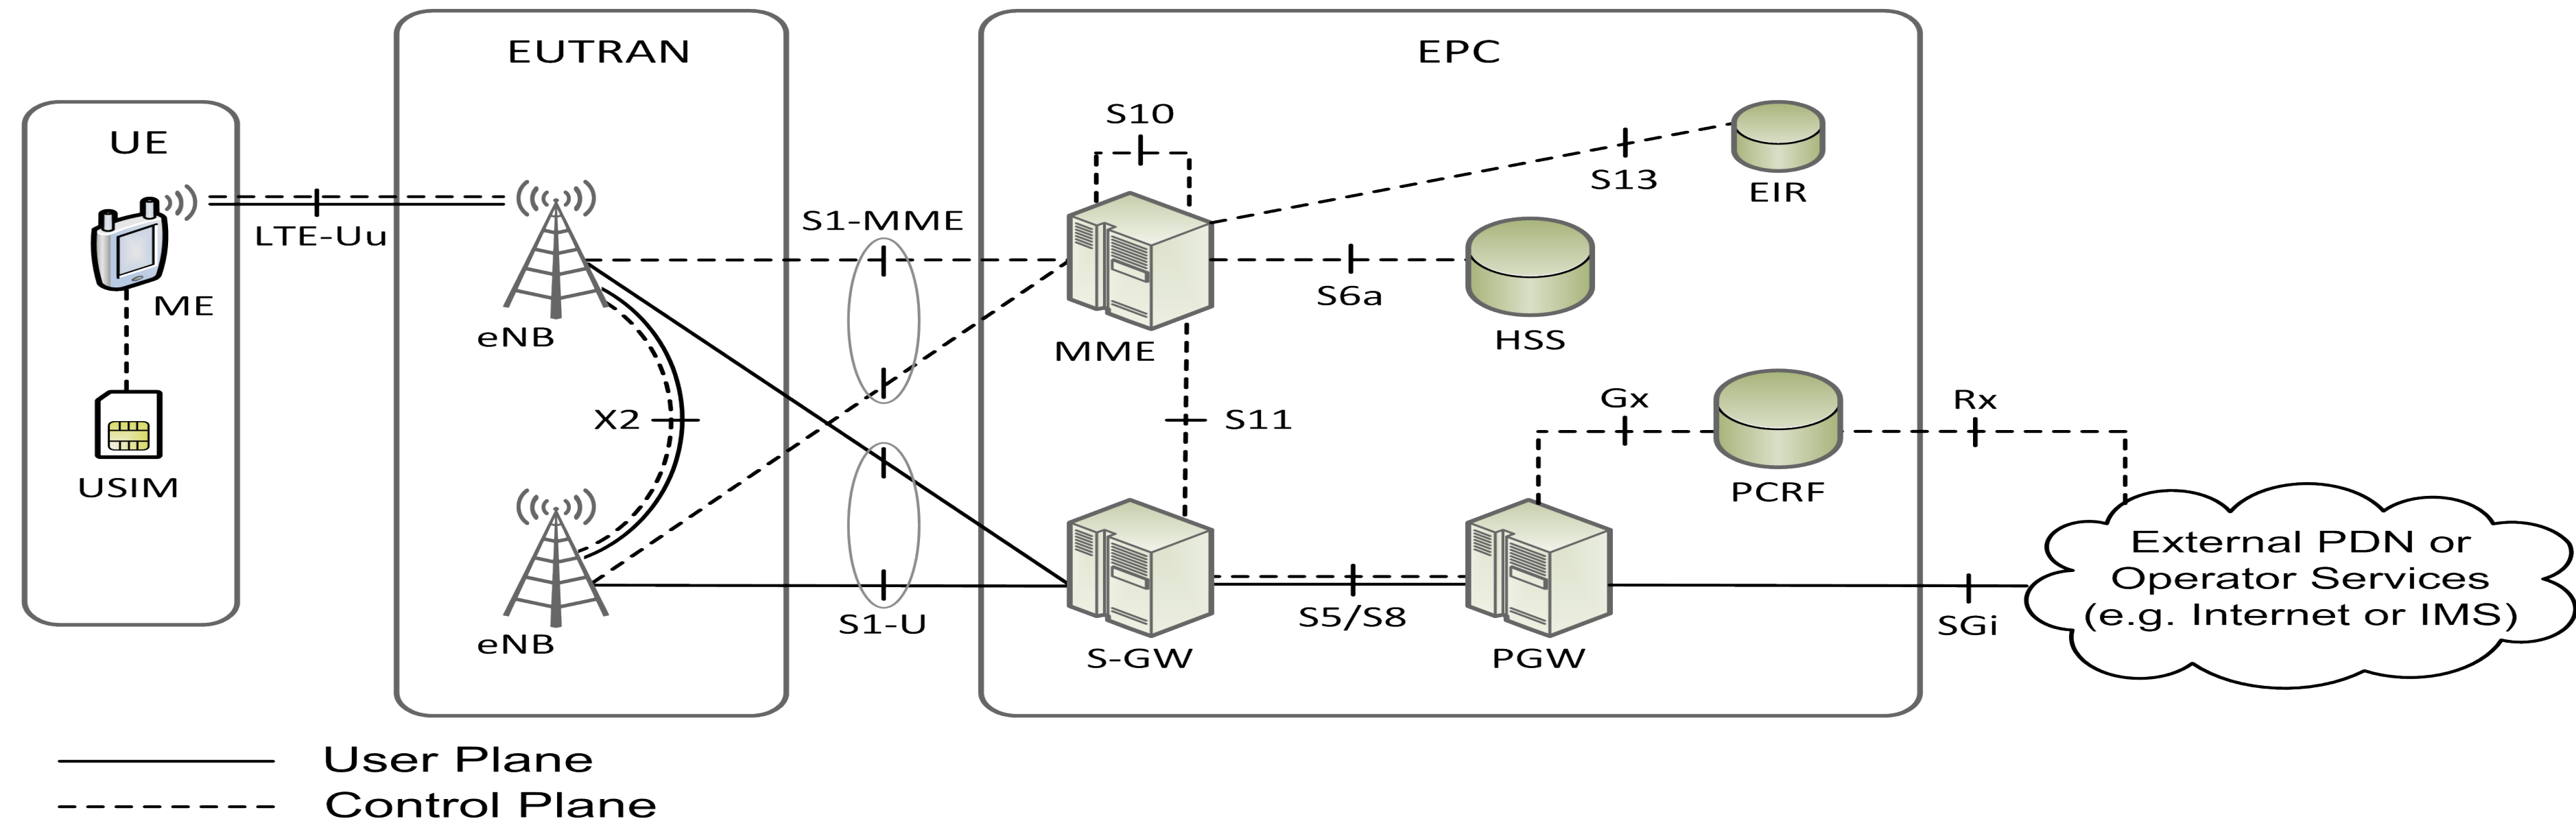 UE
ME
USIM
LTE-Uu
EUTRAN
eNB
X2
eNB
S1-MME
S1-U
EPC
S10
MME
S13
EIR
S6a
HSS
S11
Gx
PCRF
Rx
S-GW
S5/S8
PGW
SGi
External PDN or
Operator Services
(e.g. Internet or IMS)
User Plane
Control Plane